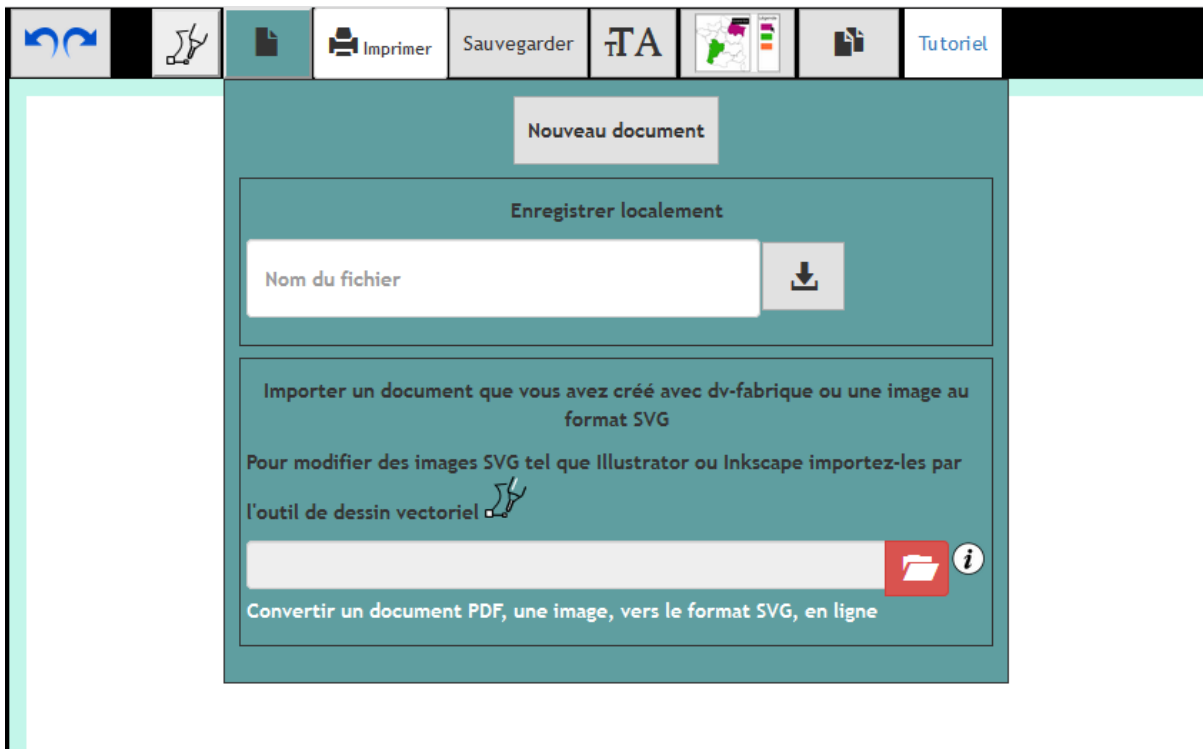 Imprimer
Sauvegarder
TTA
Tutoriel
Nouveau document
Enregistrer localement
Nom du fichier
Importer un document que vous avez créé avec dv-fabrique ou une image au
format SVG
Pour modifier des images SVG tel que Illustrator ou Inkscape importez-les par
l'outil de dessin vectoriel
i
Convertir un document PDF, une image, vers le format SVG, en ligne